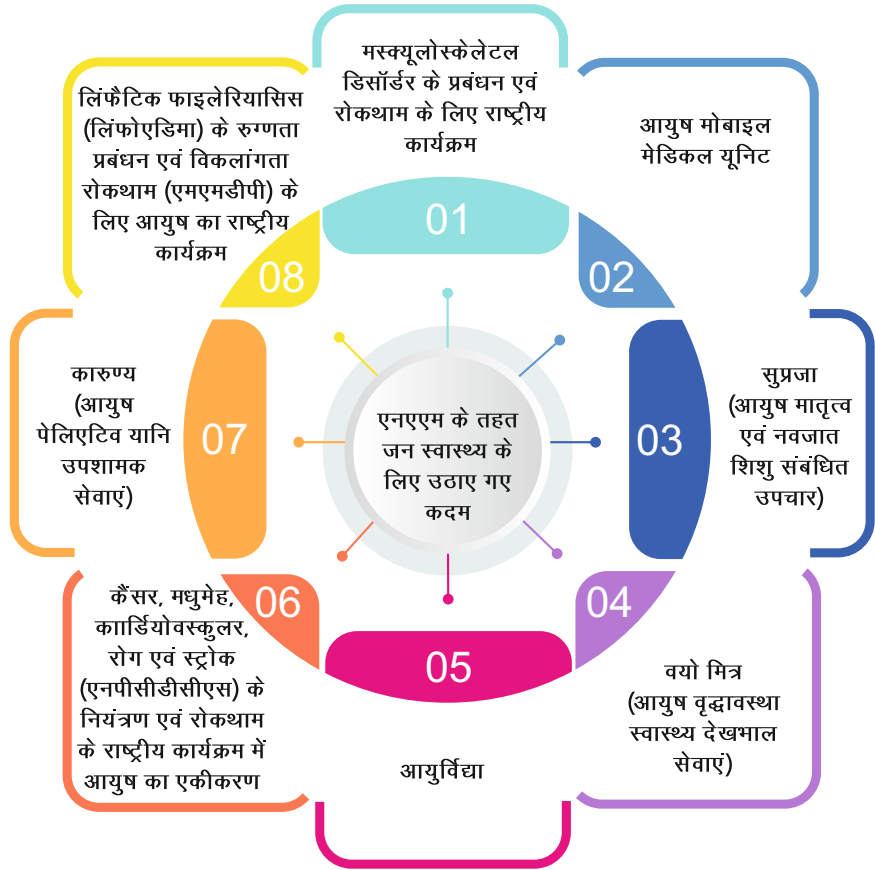 एनएएम के तहत
जन स्वास्थ्य के
लिए उठाए गए
कदम
01
मस्क्यूलोस्केलेटल
डिसॉर्डर के प्रबंधन एवं
रोकथाम के लिए राष्ट्रीय
कार्यक्रम
02
आयुष मोबाइल
मेडिकल यूनिट
03
सुप्रजा
(आयुष मातृत्व
एवं नवजात
शिशु संबंधित
उपचार)
04
वयो मित्र
(आयुष वृद्धावस्था
स्वास्थ्य देखभाल
सेवाएं)
05
आयुर्विद्या
06
कैंसर, मधुमेह,
काार्डियोवस्कुलर,
रोग एवं स्ट्रोक
(एनपीसीडीसीएस) के
नियंत्रण एवं रोकथाम
के राष्ट्रीय कार्यक्रम में
आयुष का एकीकरण
07
कारुण्य
(आयुष
पेलिएटिव यानि
उपशामक
सेवाएं)
08
लिंफैटिक फाइलेरियासिस
(लिंफोएडिमा) के रुग्णता
प्रबंधन एवं विकलांगता
रोकथाम (एमएमडीपी) के
लिए आयुष का राष्ट्रीय
कार्यक्रम